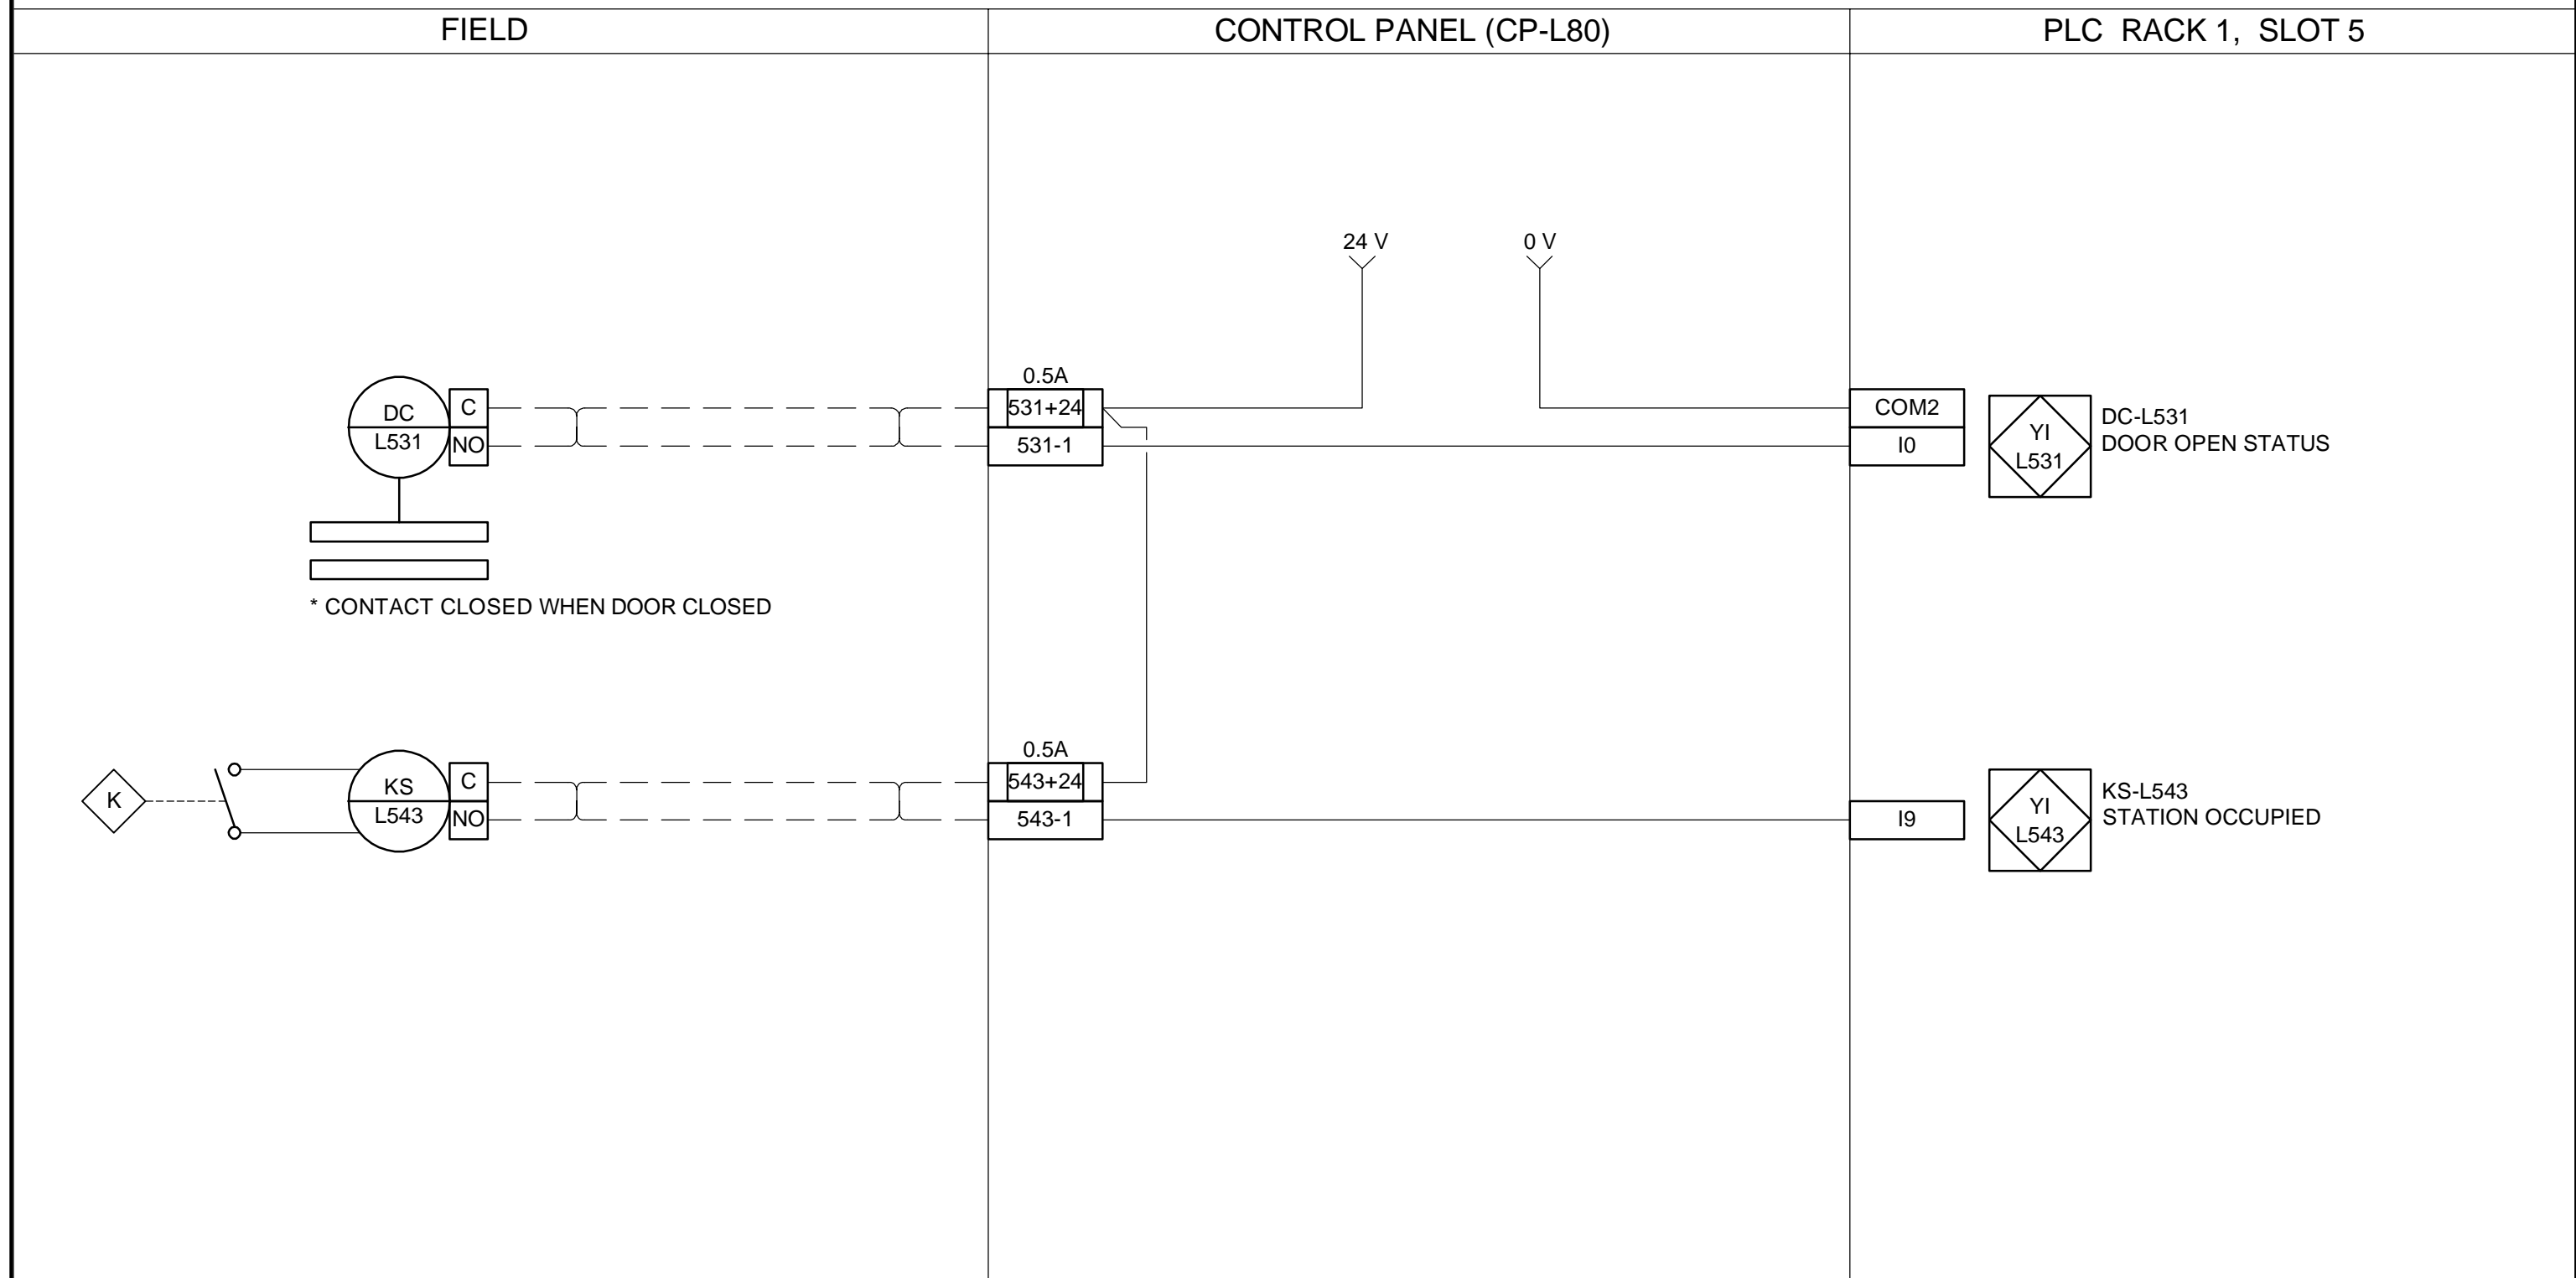 FIELD
CONTROL PANEL (CP-L80)
PLC RACK 1, SLOT 5
24 V
0 V
0.5A
DC
L531
C
NO
531+24
531-1
COM2
I0
YI
L531
DC-L531
DOOR OPEN STATUS
* CONTACT CLOSED WHEN DOOR CLOSED
0.5A
K
KS
L543
C
NO
543+24
543-1
I9
YI
L543
KS-L543
STATION OCCUPIED